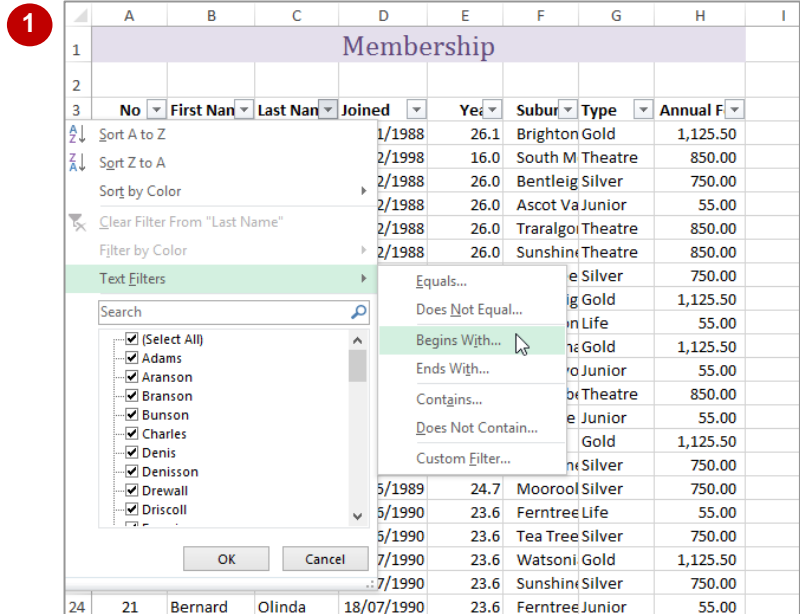 1
A B C D E F G H I
1 Membership
2
3 No First Nan Last Nan Joined Yea Subur Type Annual F
Sort A to Z 1/1988 26.1 Brighton Gold 1,125.50
Sort Z to A 2/1998 16.0 South M Theatre 850.00
Sort by Color 2/1988 26.0 Bentleig Silver 750.00
2/1988 26.0 Ascot Va Junior 55.00
Clear Filter From "Last Name" 2/1988 26.0 Traralgo Theatre 850.00
Filter by Color 2/1988 26.0 Sunshine Theatre 850.00
Text Filters e Silver 750.00
Equals...
Search ig Gold 1,125.50
Does Not Equal...
(Select All) on Life 55.00
Begins With... Gold 1,125.50
Adams
Aranson Ends With... Junior 55.00
Branson Contains... Theatre 850.00
Bunson e Junior 55.00
Charles Does Not Contain... Gold 1,125.50
Denis Custom Filter... ne Silver 750.00
Denisson
Drewall 5/1989 24.7 Moorool Silver 750.00
Driscoll 5/1990 23.6 Ferntree Life 55.00
6/1990 23.6 Tea Tree Silver 750.00
OK Cancel 7/1990 23.6 Watsoni Gold 1,125.50
7/1990 23.6 Sunshine Silver 750.00
24 21 Bernard Olinda 18/07/1990 23.6 Ferntree Junior 55.00